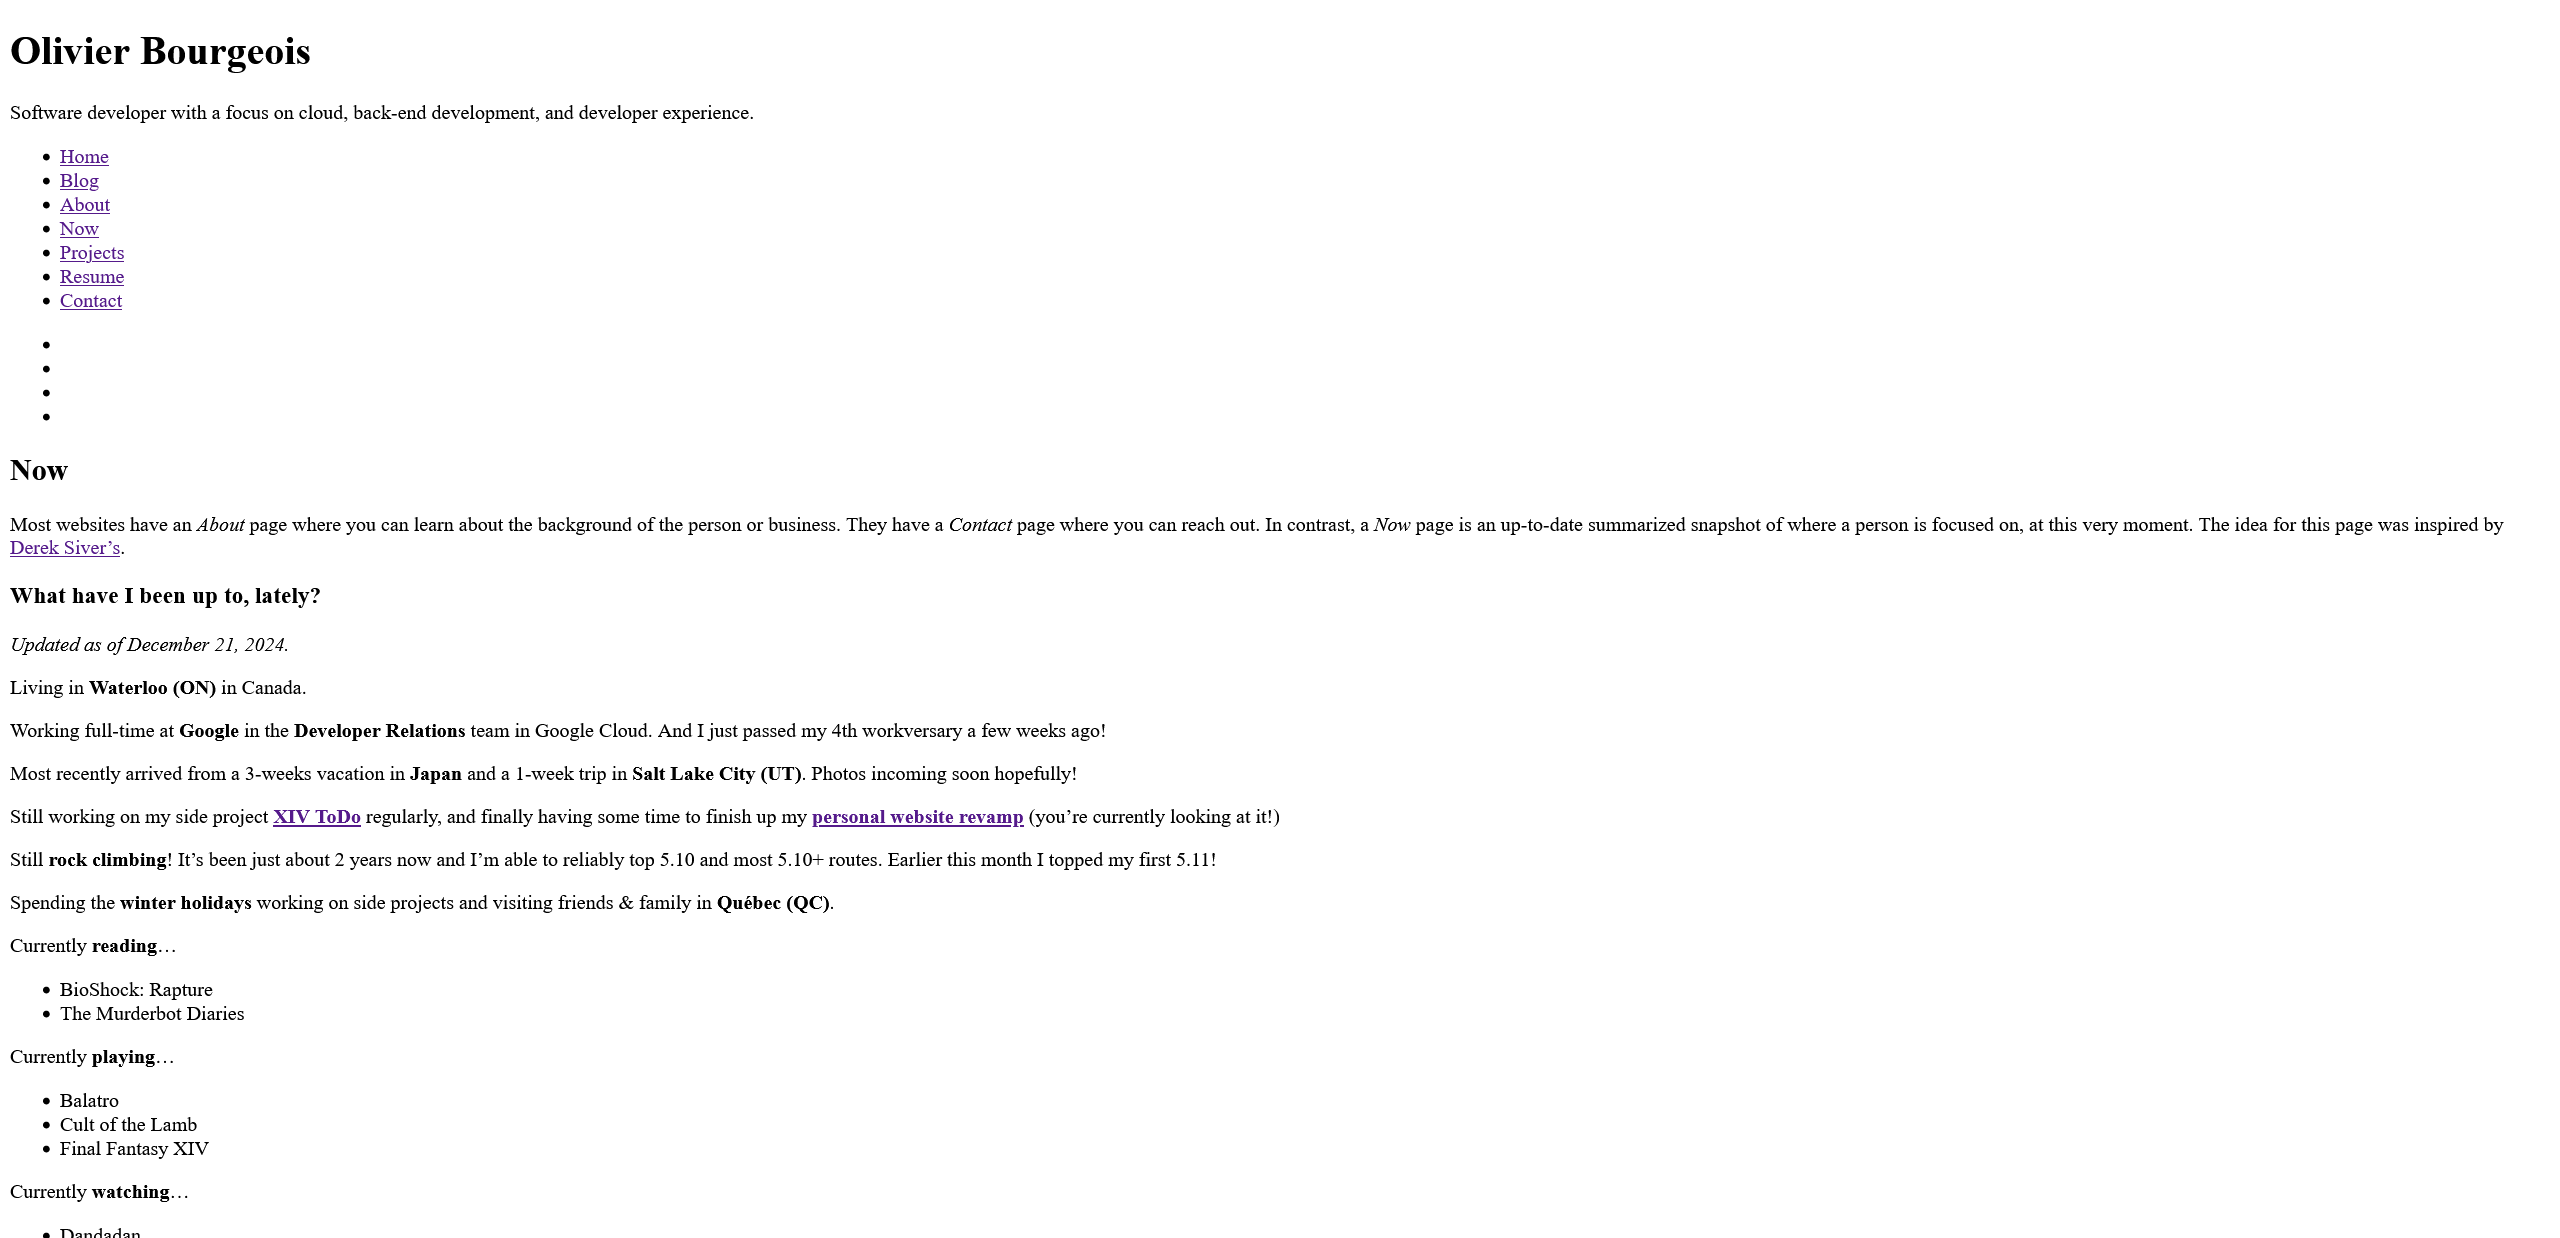 Olivier Bourgeois
Software developer with a focus on cloud, back-end development, and developer experience.
Home
Blog
About
Now
Projects
Resume
Contact
Now
Most websites have an About page where you can learn about the background of the person or business. They have a Contact page where you can reach out. In contrast, a Now page is an up-to-date summarized snapshot of where a person is focused on, at this very moment. The idea for this page was inspired by
Derek Siver’s.
What have I been up to, lately?
Updated as of December 21, 2024.
Living in Waterloo (ON) in Canada.
Working full-time at Google in the Developer Relations team in Google Cloud. And I just passed my 4th workversary a few weeks ago!
Most recently arrived from a 3-weeks vacation in Japan and a 1-week trip in Salt Lake City (UT). Photos incoming soon hopefully!
Still working on my side project XIV ToDo regularly, and finally having some time to finish up my personal website revamp (you’re currently looking at it!)
Still rock climbing! It’s been just about 2 years now and I’m able to reliably top 5.10 and most 5.10+ routes. Earlier this month I topped my first 5.11!
Spending the winter holidays working on side projects and visiting friends & family in Québec (QC).
Currently reading…
BioShock: Rapture
The Murderbot Diaries
Currently playing…
Balatro
Cult of the Lamb
Final Fantasy XIV
Currently watching…
Dandadan